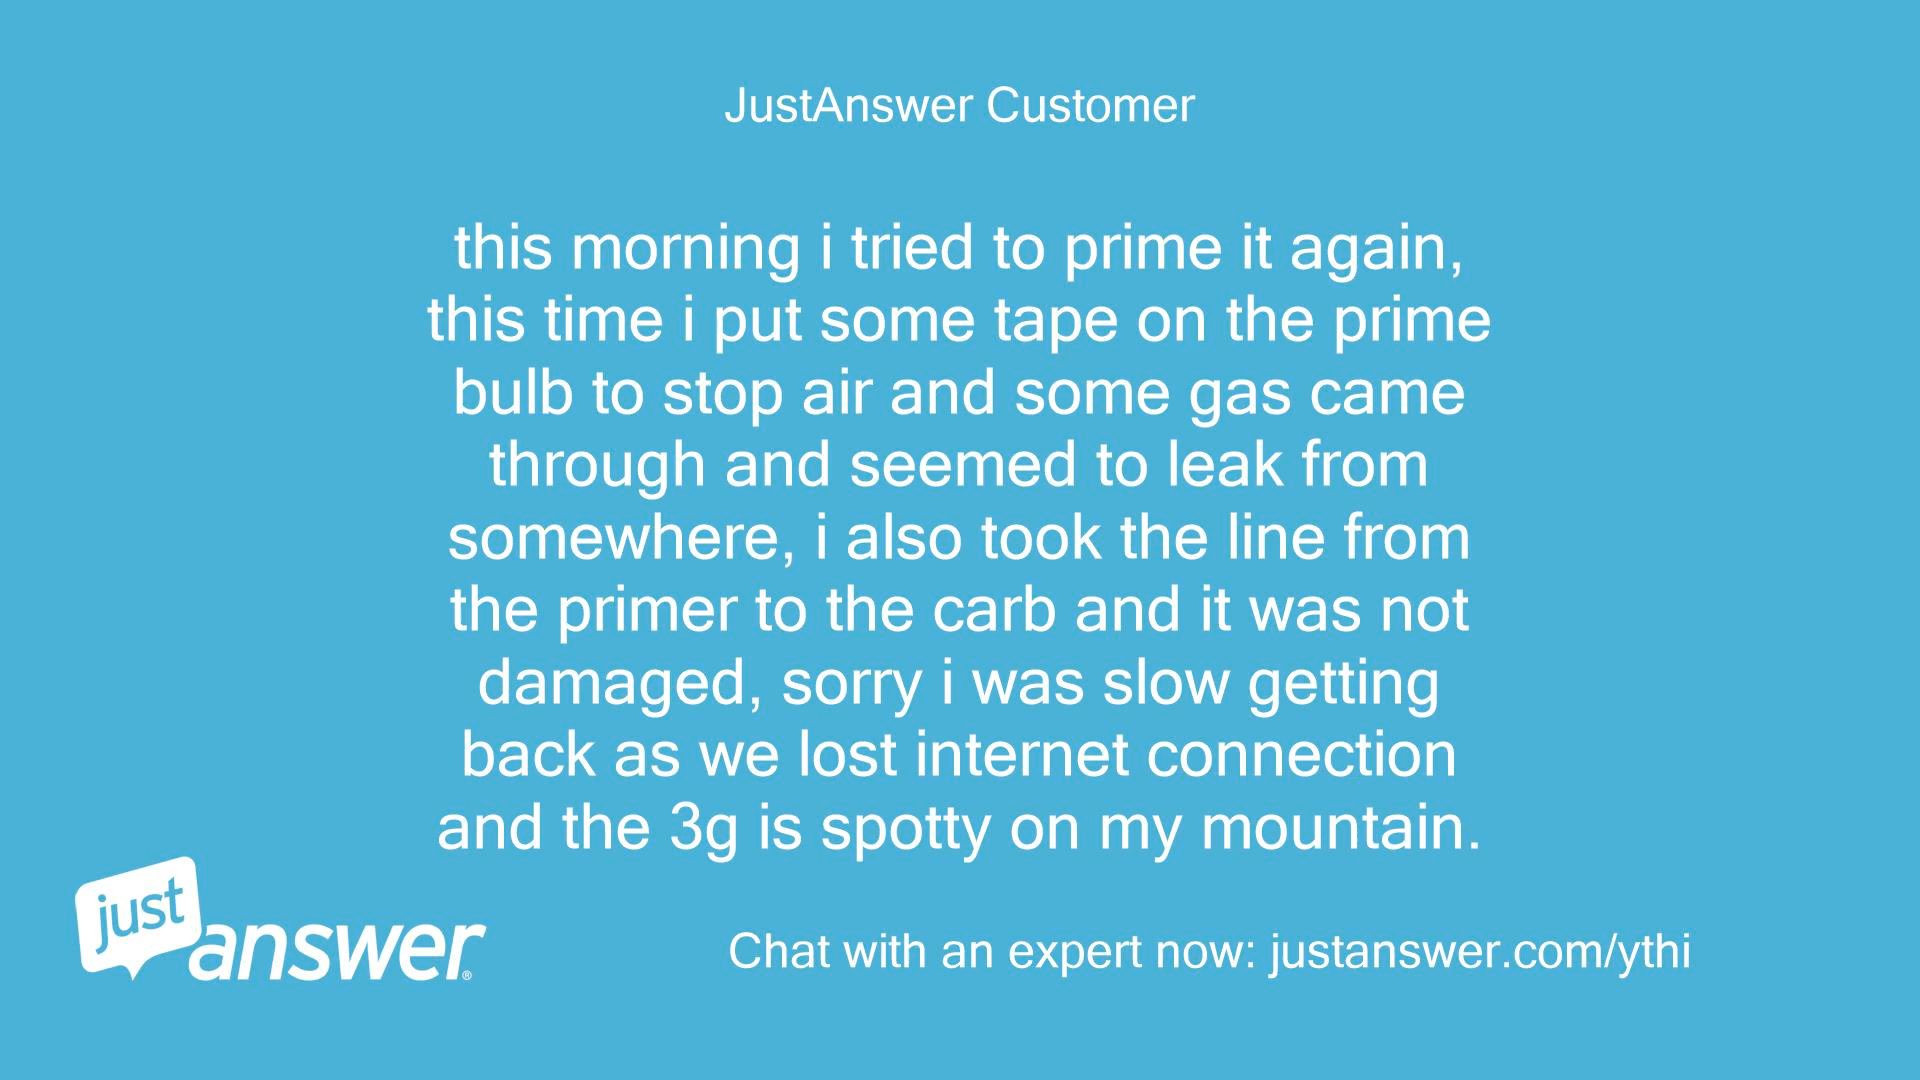 JustAnswer Customer
this morning i tried to prime it again,
this time i put some tape on the prime
bulb to stop air and some gas came
through and seemed to leak from
somewhere, i also took the line from
the primer to the carb and it was not
damaged, sorry i was slow getting
back as we lost internet connection
and the 3g is spotty on my mountain.
just
answer®
Chat with an expert now: justanswer.com/ythi